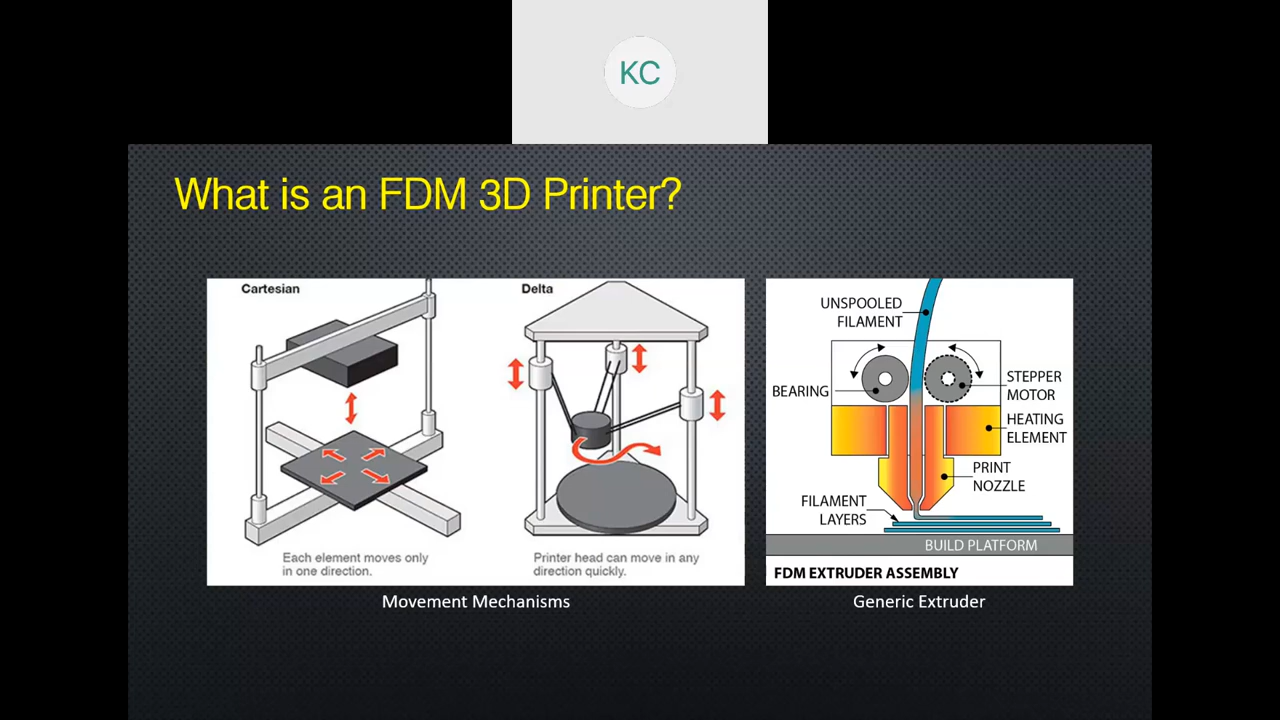 KC
What is an FDM 3D Printer?
Cartesian
Each element moves only
in one direction.
Delta
Printer head can move in any
direction quickly.
Movement Mechanisms
UNSPOOLED
FILAMENT
BEARING
STEPPER
MOTOR
HEATING
ELEMENT
PRINT
NOZZLE
FILAMENT
LAYERS
BUILD PLATFORM
FDM EXTRUDER ASSEMBLY
Generic Extruder